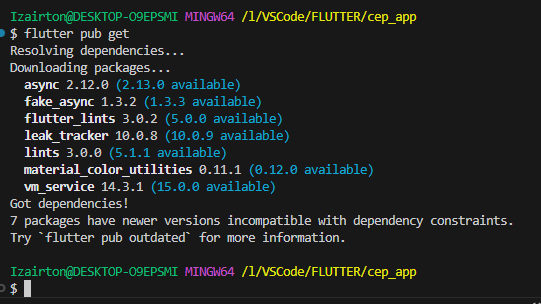 Izairton@DESKTOP-O9EPSMI MINGW64 /l/VSCode/FLUTTER/cep_app
$ flutter pub get
Resolving dependencies...
Downloading packages...
  async 2.12.0 (2.13.0 available)
  fake_async 1.3.2 (1.3.3 available)
  flutter_lints 3.0.2 (5.0.0 available)
  leak_tracker 10.0.8 (10.0.9 available)
  lints 3.0.0 (5.1.1 available)
  material_color_utilities 0.11.1 (0.12.0 available)
  vm_service 14.3.1 (15.0.0 available)
Got dependencies!
7 packages have newer versions incompatible with dependency constraints.
Try `flutter pub outdated` for more information.
Izairton@DESKTOP-O9EPSMI MINGW64 /l/VSCode/FLUTTER/cep_app
$